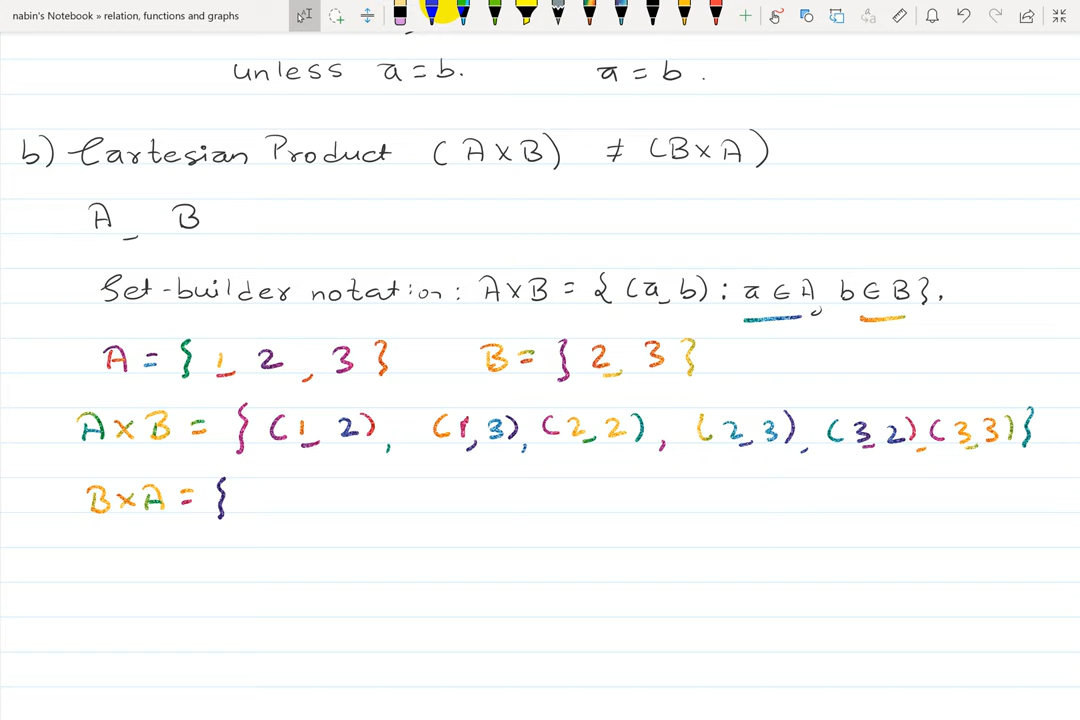 nabin's Notebook » relation, functions and graphs
unless a = b. a = b .
b) Cartesian Product (A×B) ≠ (B×A)
A , B
Set-builder notation : A×B = { (a, b) : a ∈ A, b ∈ B }.
A = { 1, 2 , 3 } B = { 2, 3 }
A×B = { (1, 2), (1,3), (2,2), (2,3), (3,2), (3,3) }
B×A = {